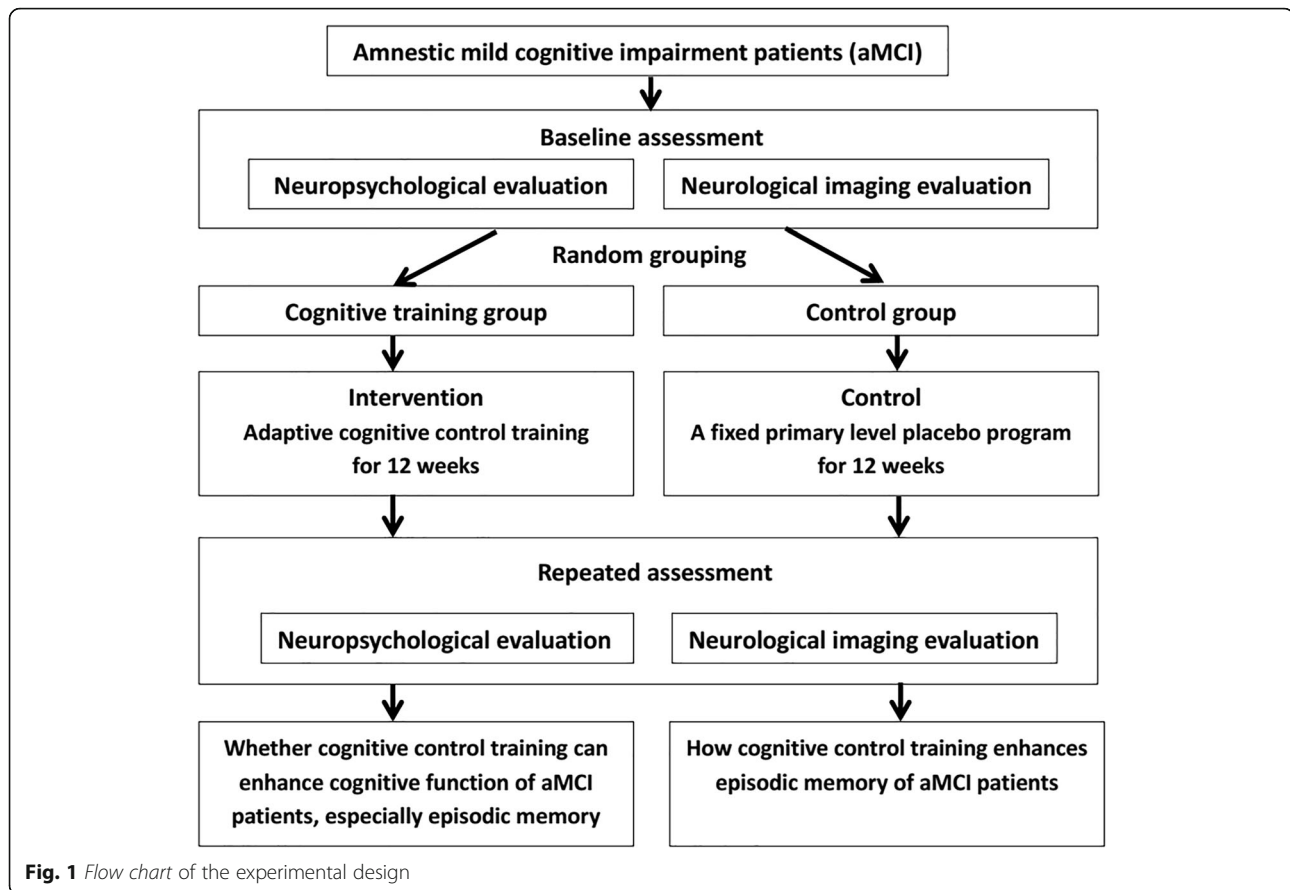 Amnestic mild cognitive impairment patients (aMCI)
Baseline assessment
Neuropsychological evaluation
Neurological imaging evaluation
Random grouping
Cognitive training group
Control group
Intervention
Adaptive cognitive control training
for 12 weeks
Control
A fixed primary level placebo program
for 12 weeks
Repeated assessment
Neuropsychological evaluation
Neurological imaging evaluation
Whether cognitive control training can
enhance cognitive function of aMCI
patients, especially episodic memory
How cognitive control training enhances
episodic memory of aMCI patients
Fig. 1 Flow chart of the experimental design